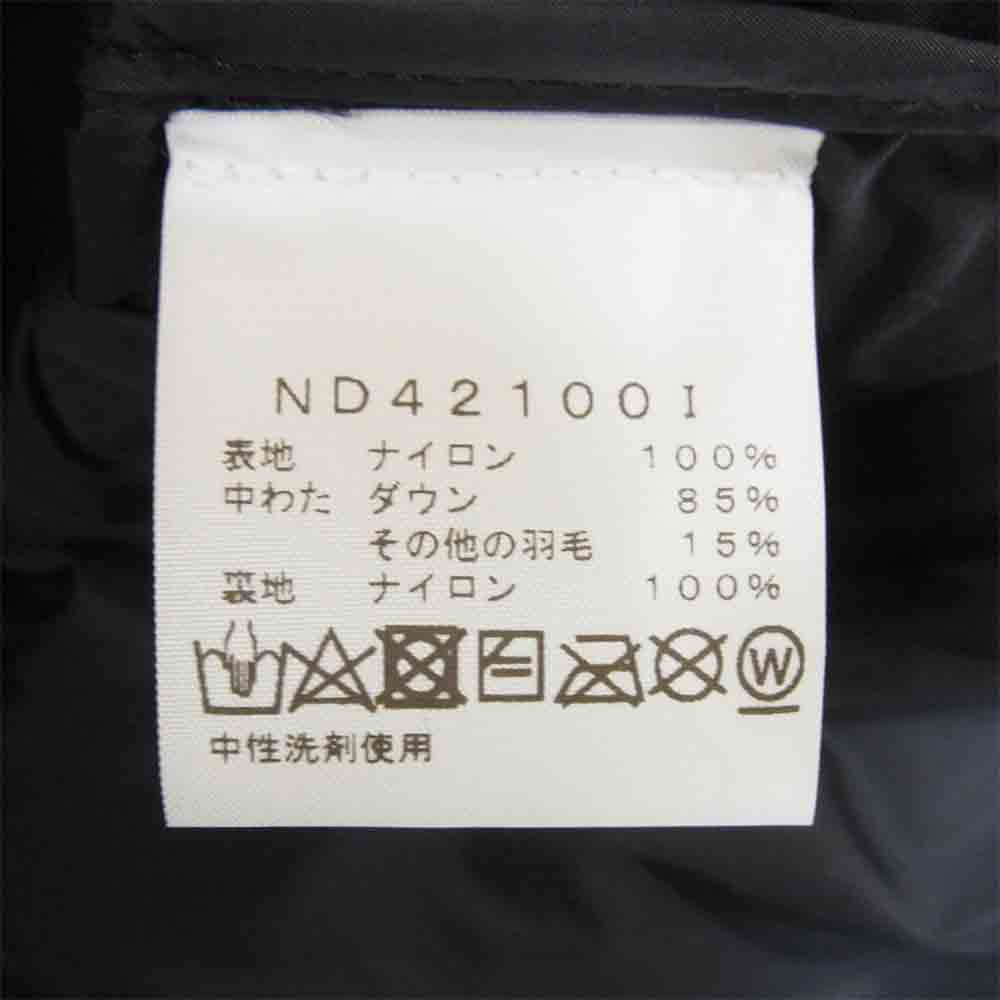 ND42100I
表地 ナイロン 100%
中わた ダウン 85%
その他の羽毛 15%
裏地 ナイロン 100%
W
中性洗剤使用